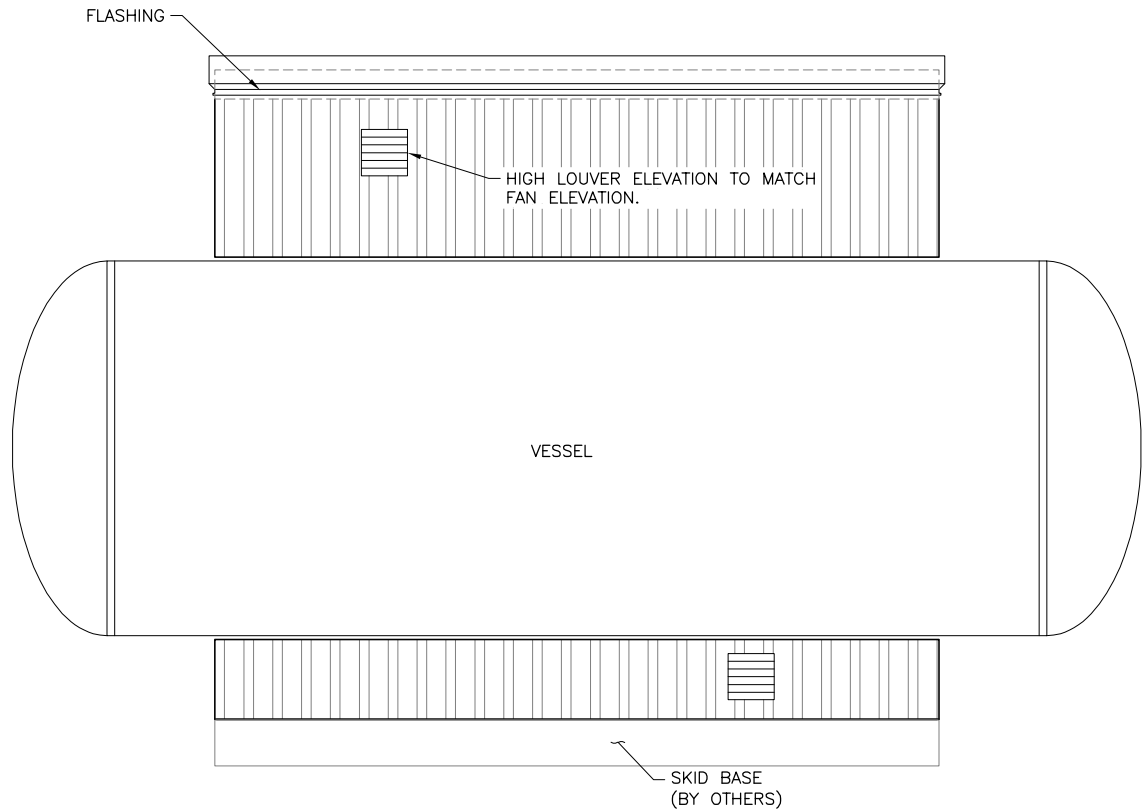 FLASHING
HIGH LOUVER ELEVATION TO MATCH
FAN ELEVATION.
VESSEL
SKID BASE
(BY OTHERS)